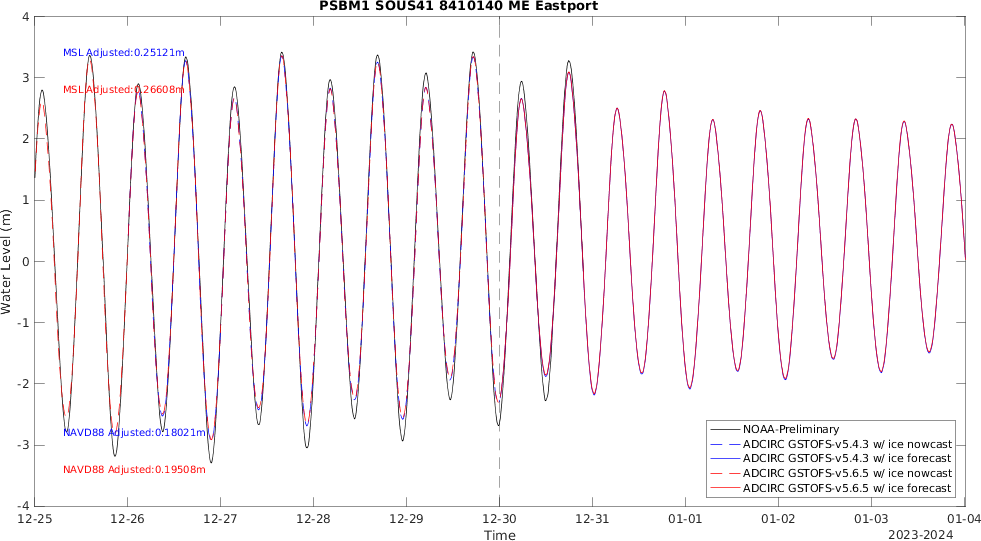 PSBM1 SOUS41 8410140 ME Eastport
4
3
2
1
0
-1
-2
-3
-4
Water Level (m)
MSL Adjusted:0.25121m
MSL Adjusted:0.26608m
NAVD88 Adjusted:0.18021m
NAVD88 Adjusted:0.19508m
NOAA-Preliminary
ADCIRC GSTOFS-v5.4.3 w/ ice nowcast
ADCIRC GSTOFS-v5.4.3 w/ ice forecast
ADCIRC GSTOFS-v5.6.5 w/ ice nowcast
ADCIRC GSTOFS-v5.6.5 w/ ice forecast
12-25 12-26 12-27 12-28 12-29 12-30 12-31 01-01 01-02 01-03 01-04
Time
2023-2024